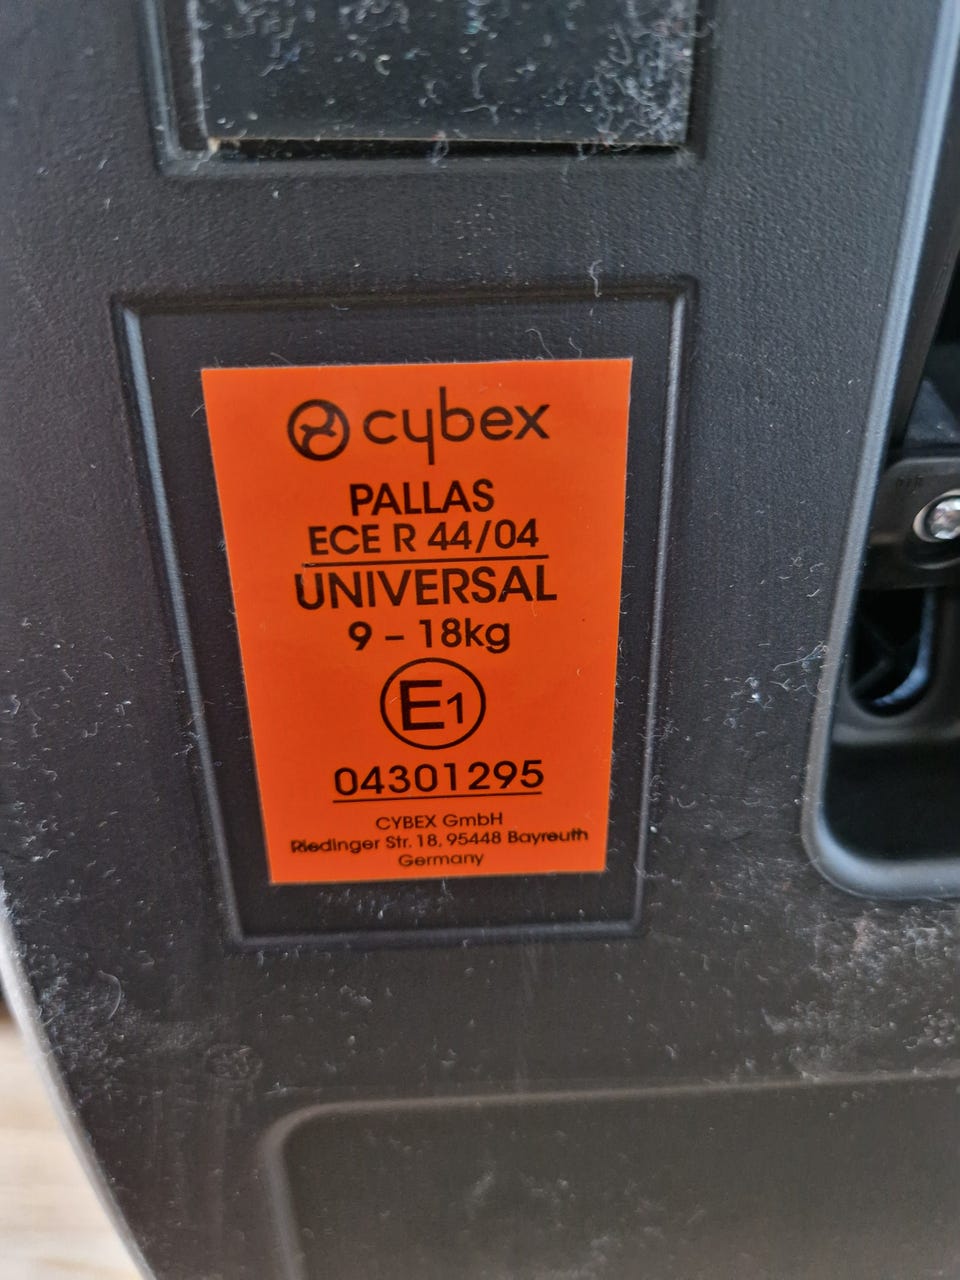 cybex
PALLAS
ECE R 44/04
UNIVERSAL
9 – 18kg
E1
04301295
CYBEX GmbH
Riedinger Str. 18, 95448 Bayreuth
Germany